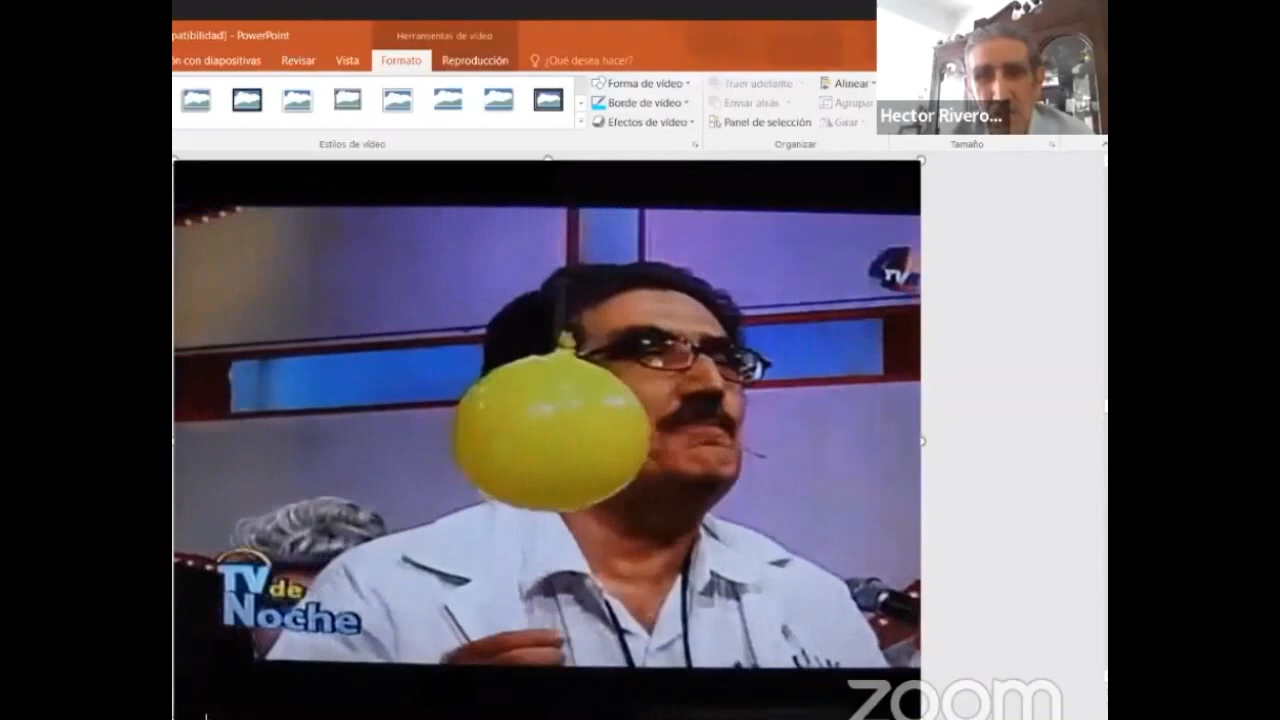 patibilidad] - PowerPoint
Herramientas de vídeo
ón con diapositivas
Revisar
Vista
Formato
Reproducción
¿Qué desea hacer?
Forma de vídeo
Borde de vídeo
Efectos de vídeo
Traer adelante
Enviar atrás
Panel de selección
Alinear
Agrupar
Girar
Estilos de vídeo
Organizar
Tamaño
Hector Rivero...
TV
TV de
Noche
zoom